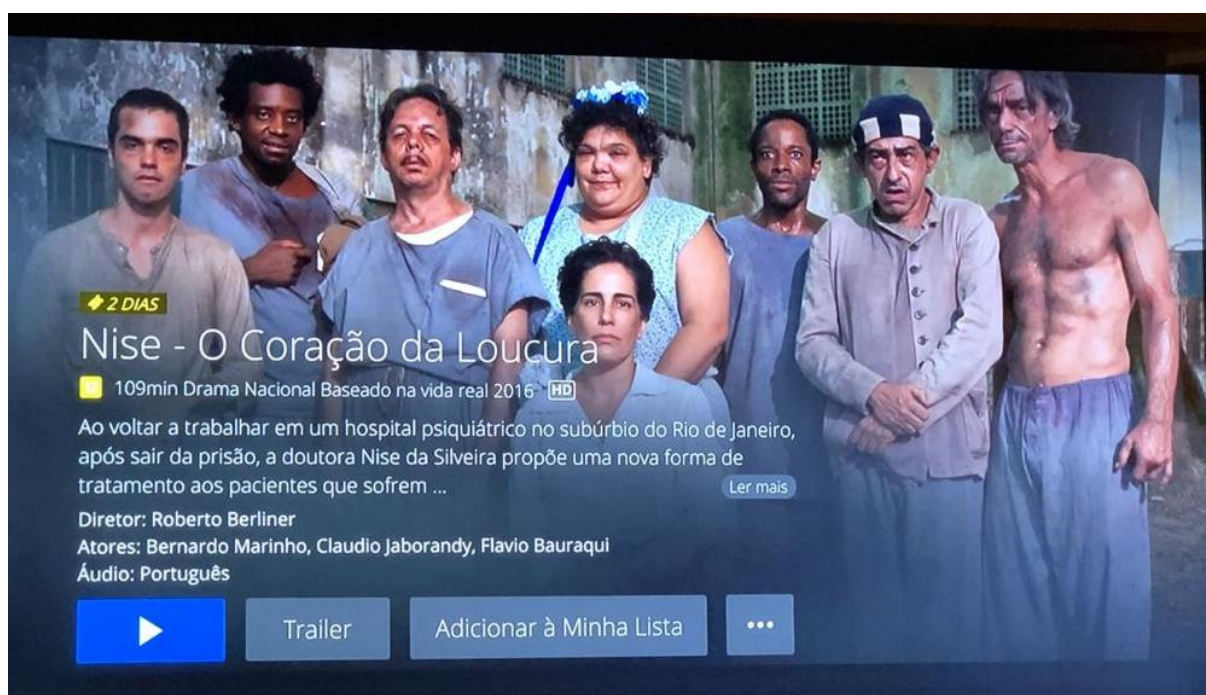 2 DIAS
Nise - O Coração da Loucura
12 109min Drama Nacional Baseado na vida real 2016 HD
Ao voltar a trabalhar em um hospital psiquiátrico no subúrbio do Rio de Janeiro,
após sair da prisão, a doutora Nise da Silveira propõe uma nova forma de
tratamento aos pacientes que sofrem ...
Ler mais
Diretor: Roberto Berliner
Atores: Bernardo Marinho, Claudio Jaborandy, Flavio Bauraqui
Áudio: Português
Trailer
Adicionar à Minha Lista